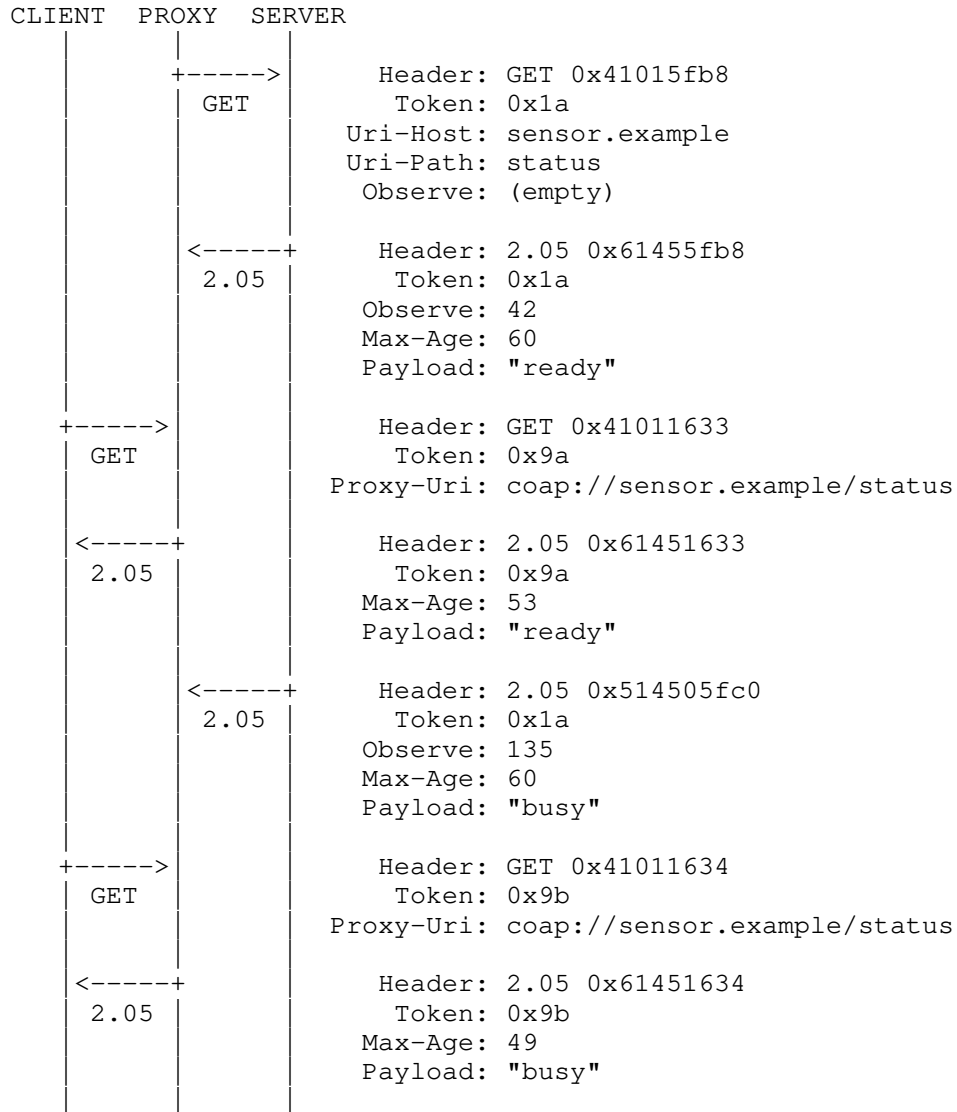 CLIENT PROXY SERVER
Header: GET 0x41015fb8
GET Token: 0x1a
Uri-Host: sensor.example
Uri-Path: status
Observe: (empty)
Header: 2.05 0x61455fb8
2.05 Token: 0x1a
Observe: 42
Max-Age: 60
Payload: "ready"
Header: GET 0x41011633
GET Token: 0x9a
Proxy-Uri: coap://sensor.example/status
Header: 2.05 0x61451633
2.05 Token: 0x9a
Max-Age: 53
Payload: "ready"
Header: 2.05 0x514505fc0
2.05 Token: 0x1a
Observe: 135
Max-Age: 60
Payload: "busy"
Header: GET 0x41011634
GET Token: 0x9b
Proxy-Uri: coap://sensor.example/status
Header: 2.05 0x61451634
2.05 Token: 0x9b
Max-Age: 49
Payload: "busy"